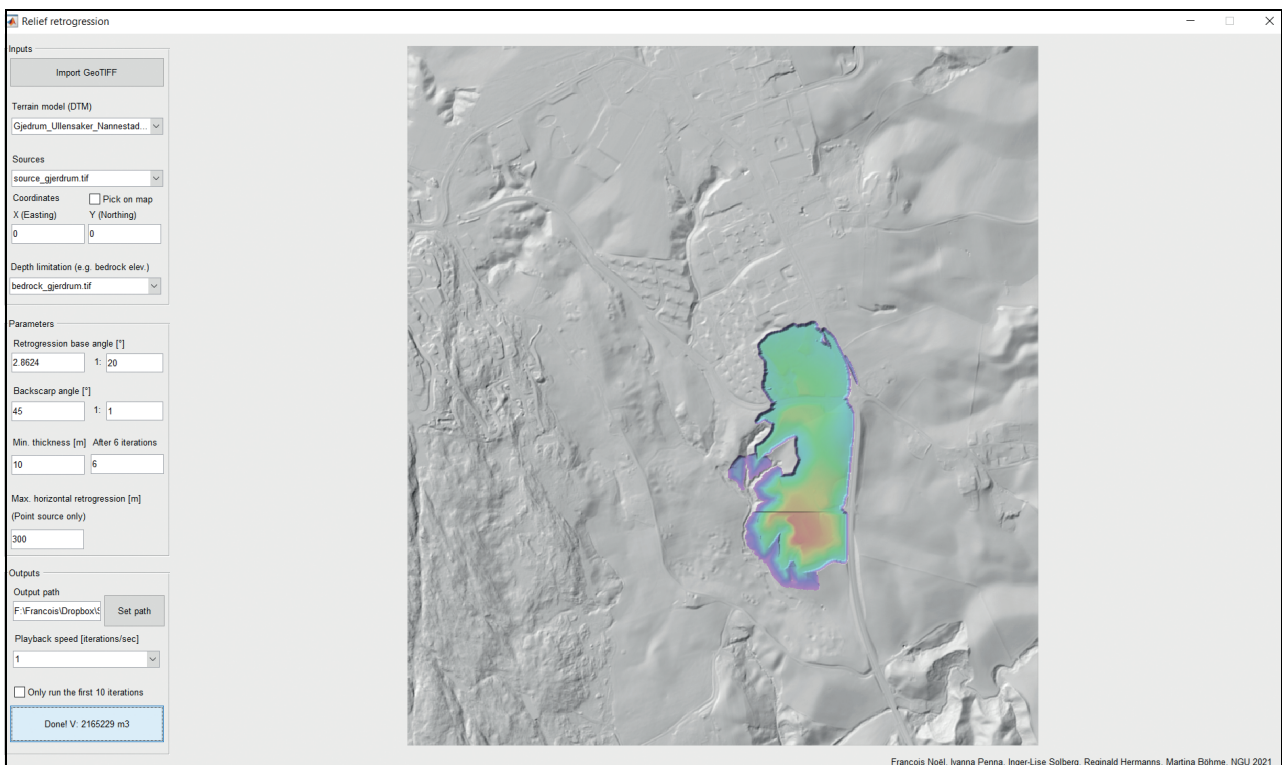 Relief retrogression
Inputs
Import GeoTIFF
Terrain model (DTM)
Gjedrum_Ullensaker_Nannestad...
Sources
source_gjerdrum.tif
Coordinates Pick on map
X (Easting) Y (Northing)
0 0
Depth limitation (e.g. bedrock elev.)
bedrock_gjerdrum.tif
Parameters
Retrogression base angle [°]
2.8624 1: 20
Backscarp angle [°]
45 1: 1
Min. thickness [m] After 6 iterations
10 6
Max. horizontal retrogression [m]
(Point source only)
300
Outputs
Output path
F:\Francois\Dropbox\S Set path
Playback speed [iterations/sec]
1
Only run the first 10 iterations
Done! V: 2165229 m3
François Noël, Ivanna Penna, Inger-Lise Solberg, Reginald Hermanns, Martina Böhme, NGU 2021